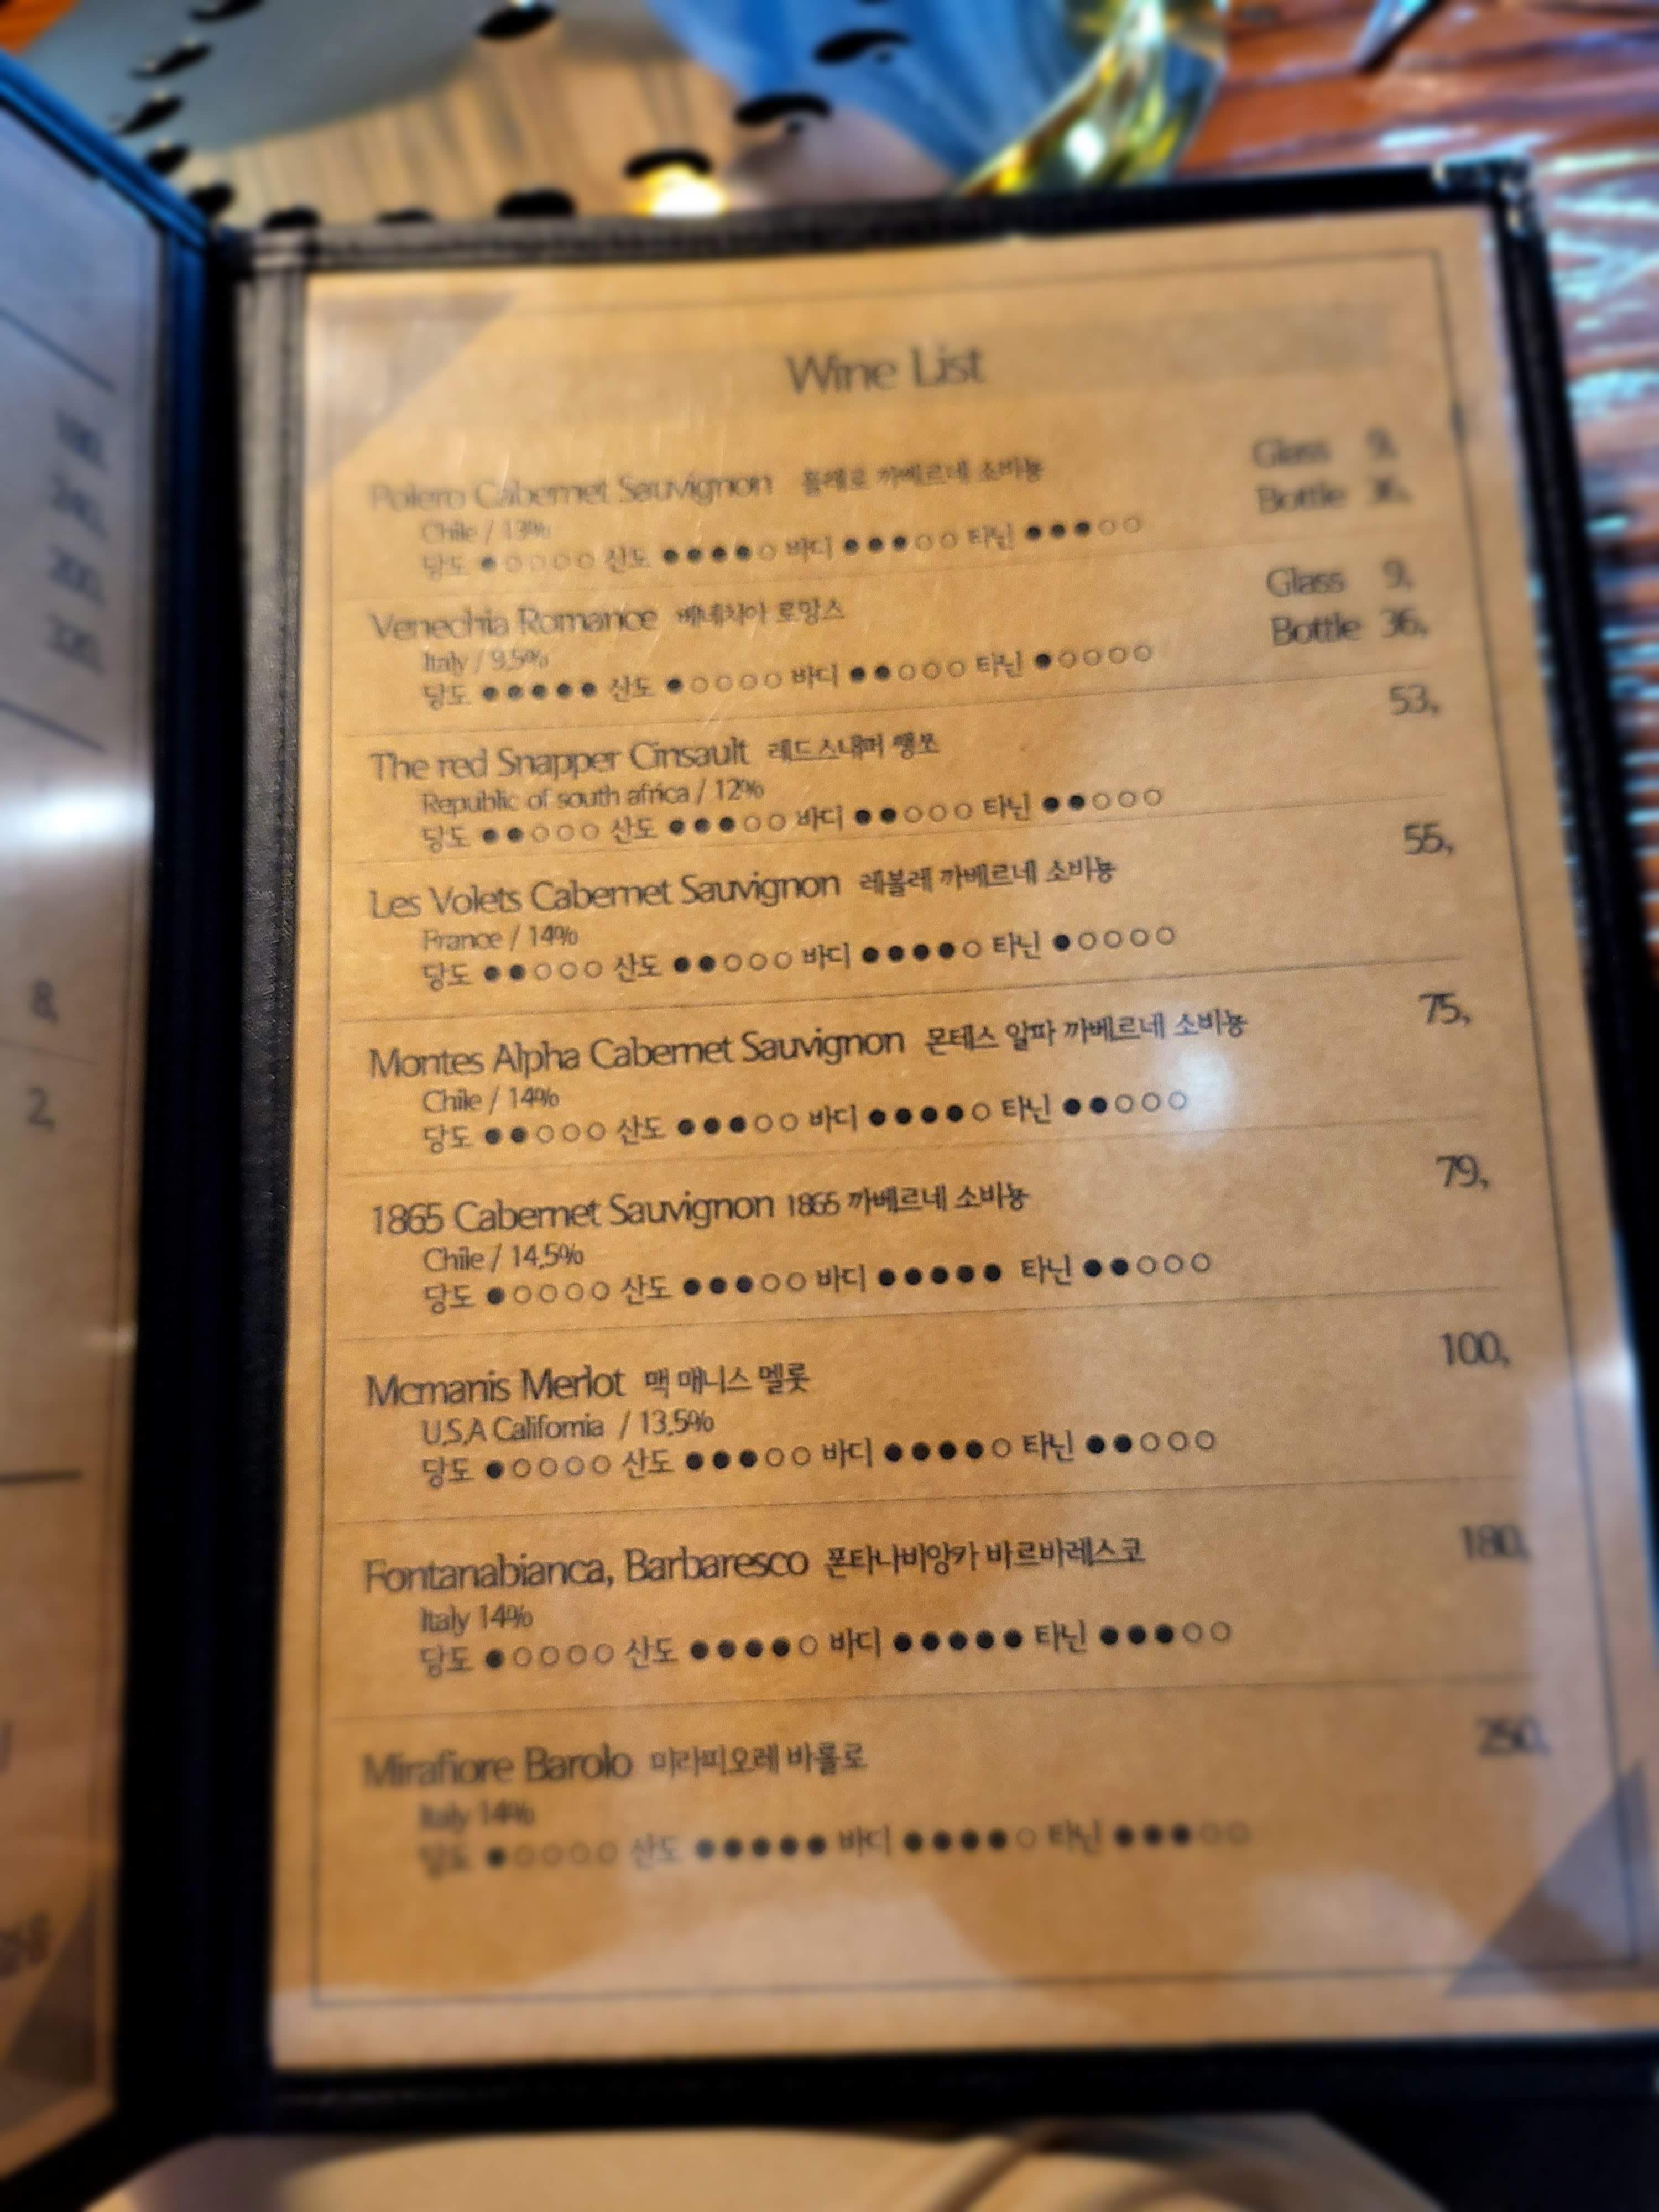 180,
240,
200,
320,
8,
2,
Wine List
Polero Cabernet Sauvignon 까베르네 소비뇽
Glass 9,
Bottle 36,
Chile / 13%
당도 ●○○○○ 산도 ●●●●○ 바디 ●●●○○ 타닌 ●●●○○
Venechia Romance 베네치아 로망스
Glass 9,
Bottle 36,
Italy / 9.5%
당도 ●●●●● 산도 ●○○○○ 바디 ●●○○○ 타닌 ●○○○○
The red Snapper Cinsault 레드스내퍼 쌩쏘
53,
Republic of south africa / 12%
당도 ●●○○○ 산도 ●●●○○ 바디 ●●○○○ 타닌 ●●○○○
Les Volets Cabernet Sauvignon 레볼레 까베르네 소비뇽
55,
France / 14%
당도 ●●○○○ 산도 ●●○○○ 바디 ●●●●○ 타닌 ●○○○○
Montes Alpha Cabernet Sauvignon 몬테스 알파 까베르네 소비뇽
75,
Chile / 14%
당도 ●●○○○ 산도 ●●●○○ 바디 ●●●●○ 타닌 ●●○○○
1865 Cabernet Sauvignon 1865 까베르네 소비뇽
79,
Chile / 14.5%
당도 ●○○○○ 산도 ●●●○○ 바디 ●●●●● 타닌 ●●○○○
Mcmanis Merlot 맥 매니스 멜롯
100,
U.S.A California / 13.5%
당도 ●○○○○ 산도 ●●●○○ 바디 ●●●●○ 타닌 ●●○○○
Fontanabianca, Barbaresco 폰타나비앙카 바르바레스코
180,
Italy 14%
당도 ●○○○○ 산도 ●●●●○ 바디 ●●●●● 타닌 ●●●○○
Mirafiore Barolo 미라피오레 바롤로
250,
Italy 14%
당도 ●○○○○ 산도 ●●●●● 바디 ●●●●○ 타닌 ●●●○○